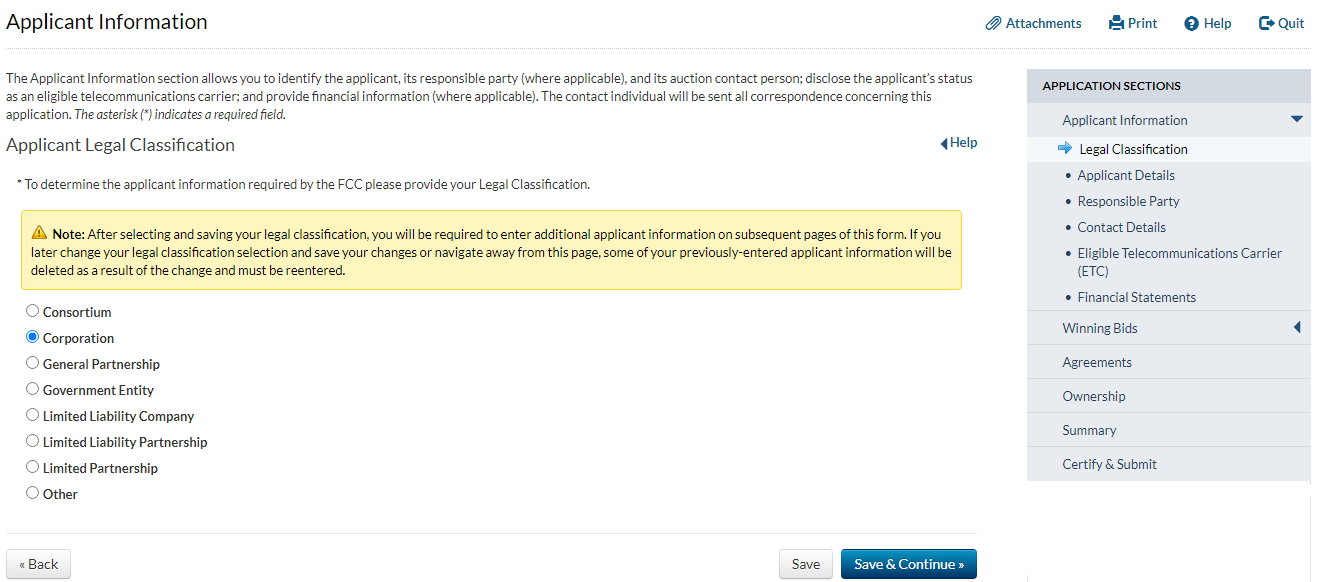 Applicant Information
Attachments
Print
Help
Quit
The Applicant Information section allows you to identify the applicant, its responsible party (where applicable), and its auction contact person; disclose the applicant's status
as an eligible telecommunications carrier; and provide financial information (where applicable). The contact individual will be sent all correspondence concerning this
application. The asterisk (*) indicates a required field.
Applicant Legal Classification
Help
* To determine the applicant information required by the FCC please provide your Legal Classification.
Note: After selecting and saving your legal classification, you will be required to enter additional applicant information on subsequent pages of this form. If you
later change your legal classification selection and save your changes or navigate away from this page, some of your previously-entered applicant information will be
deleted as a result of the change and must be reentered.
Consortium
Corporation
General Partnership
Government Entity
Limited Liability Company
Limited Liability Partnership
Limited Partnership
Other
« Back
Save
Save & Continue »
APPLICATION SECTIONS
Applicant Information
Legal Classification
• Applicant Details
• Responsible Party
• Contact Details
• Eligible Telecommunications Carrier
(ETC)
• Financial Statements
Winning Bids
Agreements
Ownership
Summary
Certify & Submit